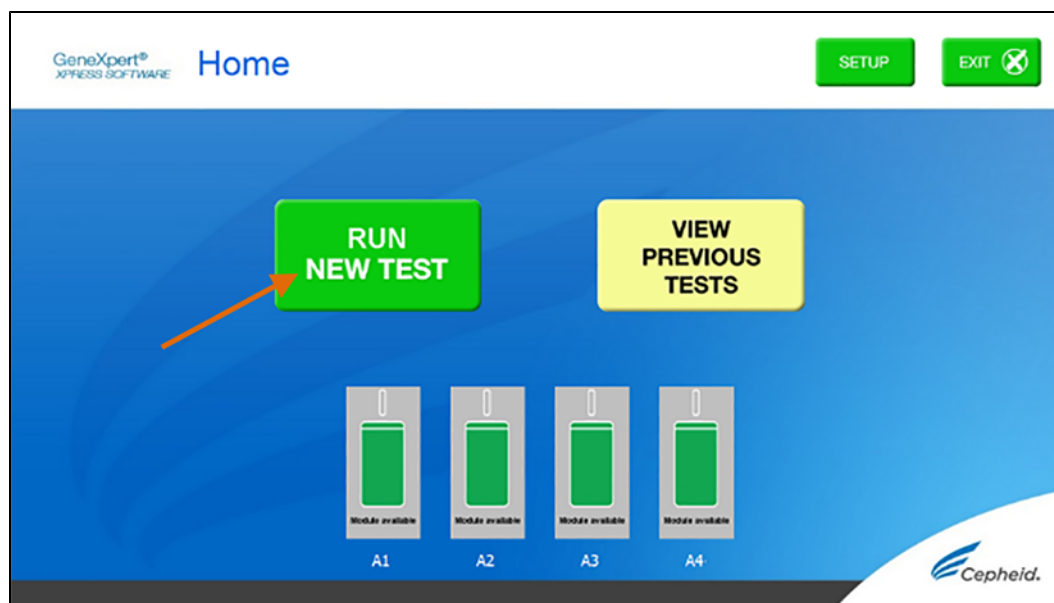 GeneXpert®
XPRESS SOFTWARE
Home
SETUP
EXIT
RUN
NEW TEST
VIEW
PREVIOUS
TESTS
Module available
Module available
Module available
Module available
A1
A2
A3
A4
Cepheid.